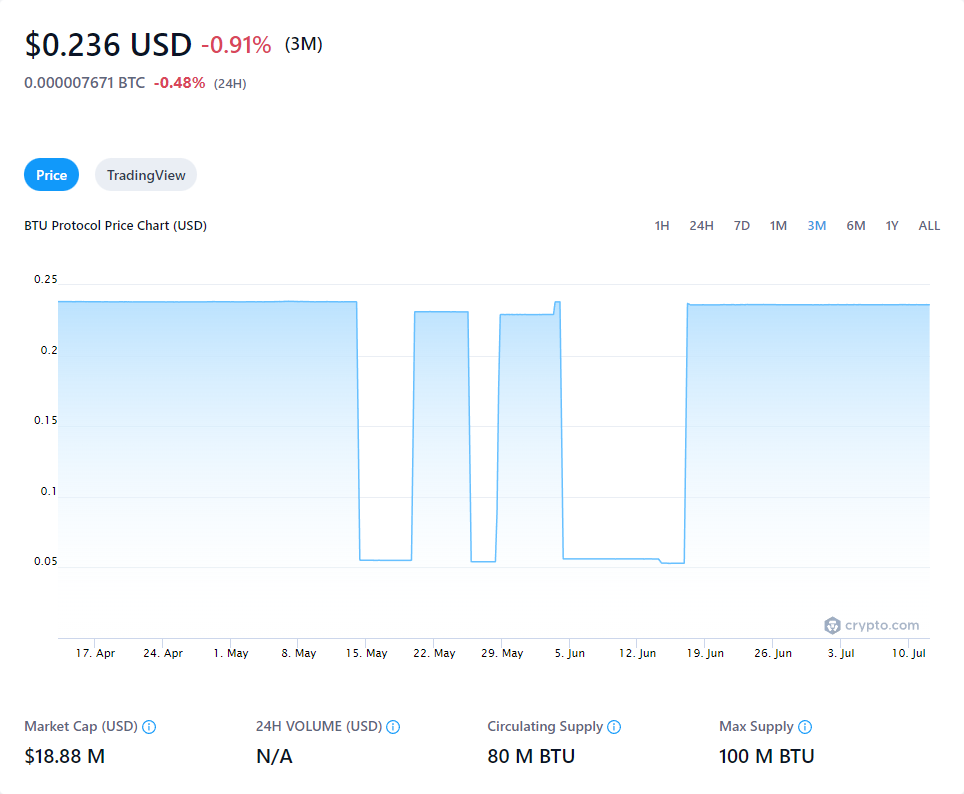 $0.236 USD -0.91% (3M)
0.000007671 BTC -0.48% (24H)
Price TradingView
BTU Protocol Price Chart (USD) 1H 24H 7D 1M 3M 6M 1Y ALL
0.25
0.2
0.15
0.1
0.05
crypto.com
17. Apr 24. Apr 1. May 8. May 15. May 22. May 29. May 5. Jun 12. Jun 19. Jun 26. Jun 3. Jul 10. Jul
Market Cap (USD) 24H VOLUME (USD) Circulating Supply Max Supply
$18.88 M N/A 80 M BTU 100 M BTU